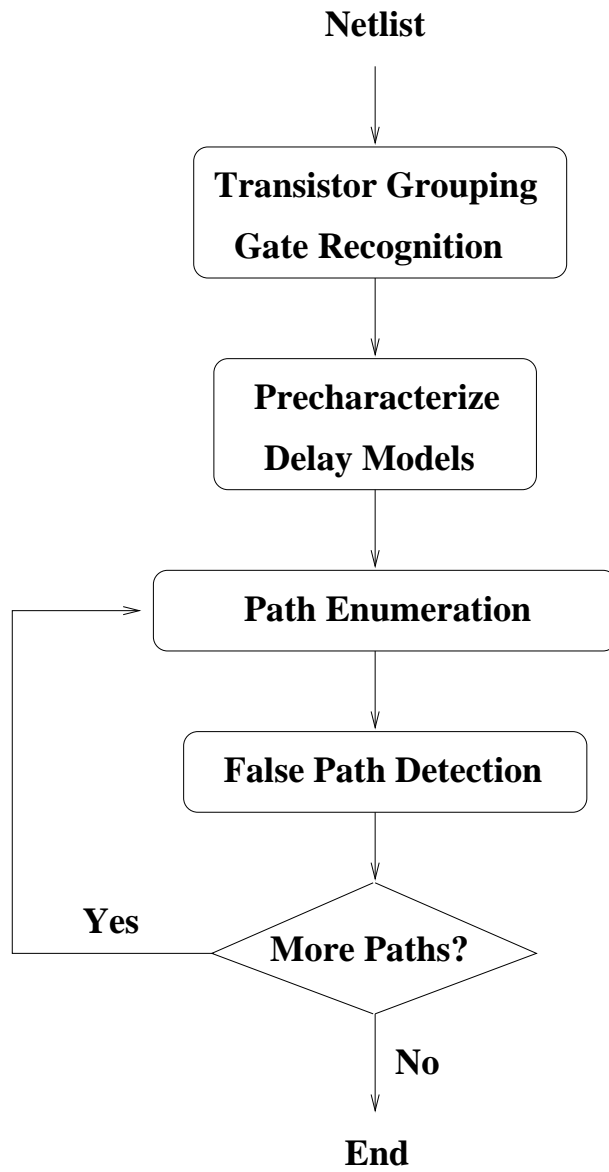 Netlist
Transistor Grouping
Gate Recognition
Precharacterize
Delay Models
Path Enumeration
False Path Detection
Yes
More Paths?
No
End